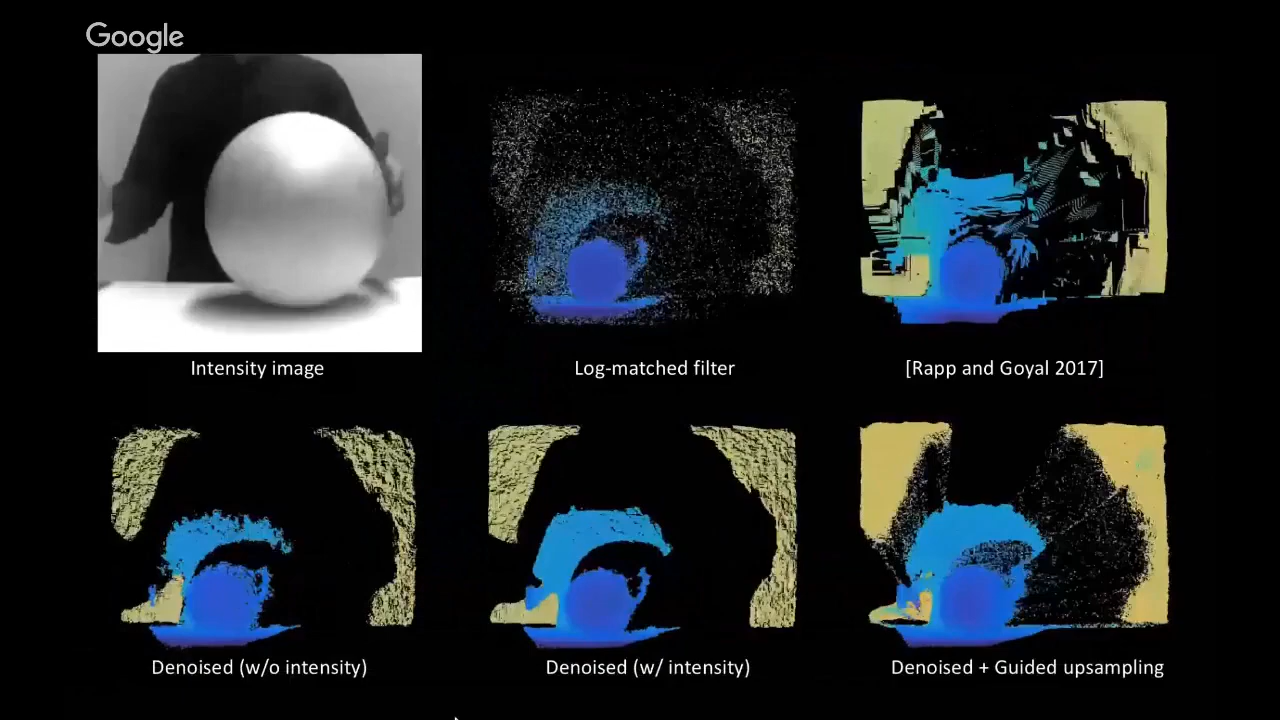 Google
Intensity image
Log-matched filter
[Rapp and Goyal 2017]
Denoised (w/o intensity)
Denoised (w/ intensity)
Denoised + Guided upsampling